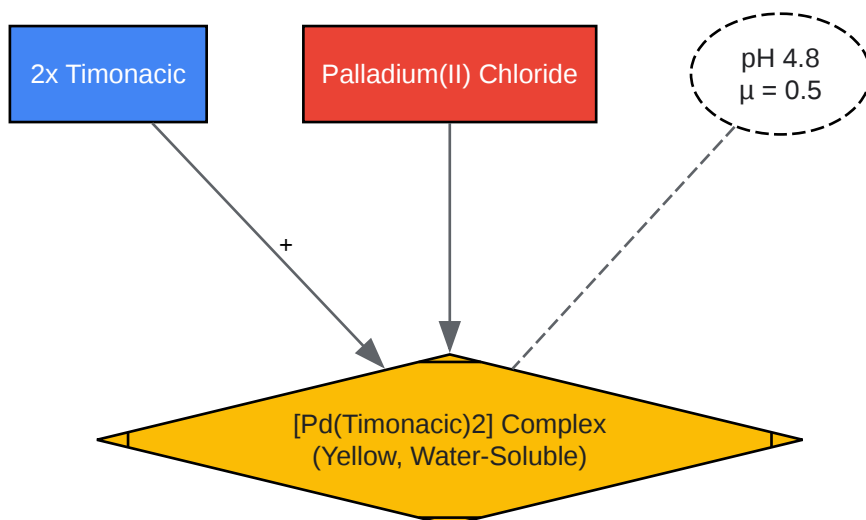 2x Timonacic
Palladium(II) Chloride
pH 4.8
µ = 0.5
+
[Pd(Timonacic)2] Complex
(Yellow, Water-Soluble)